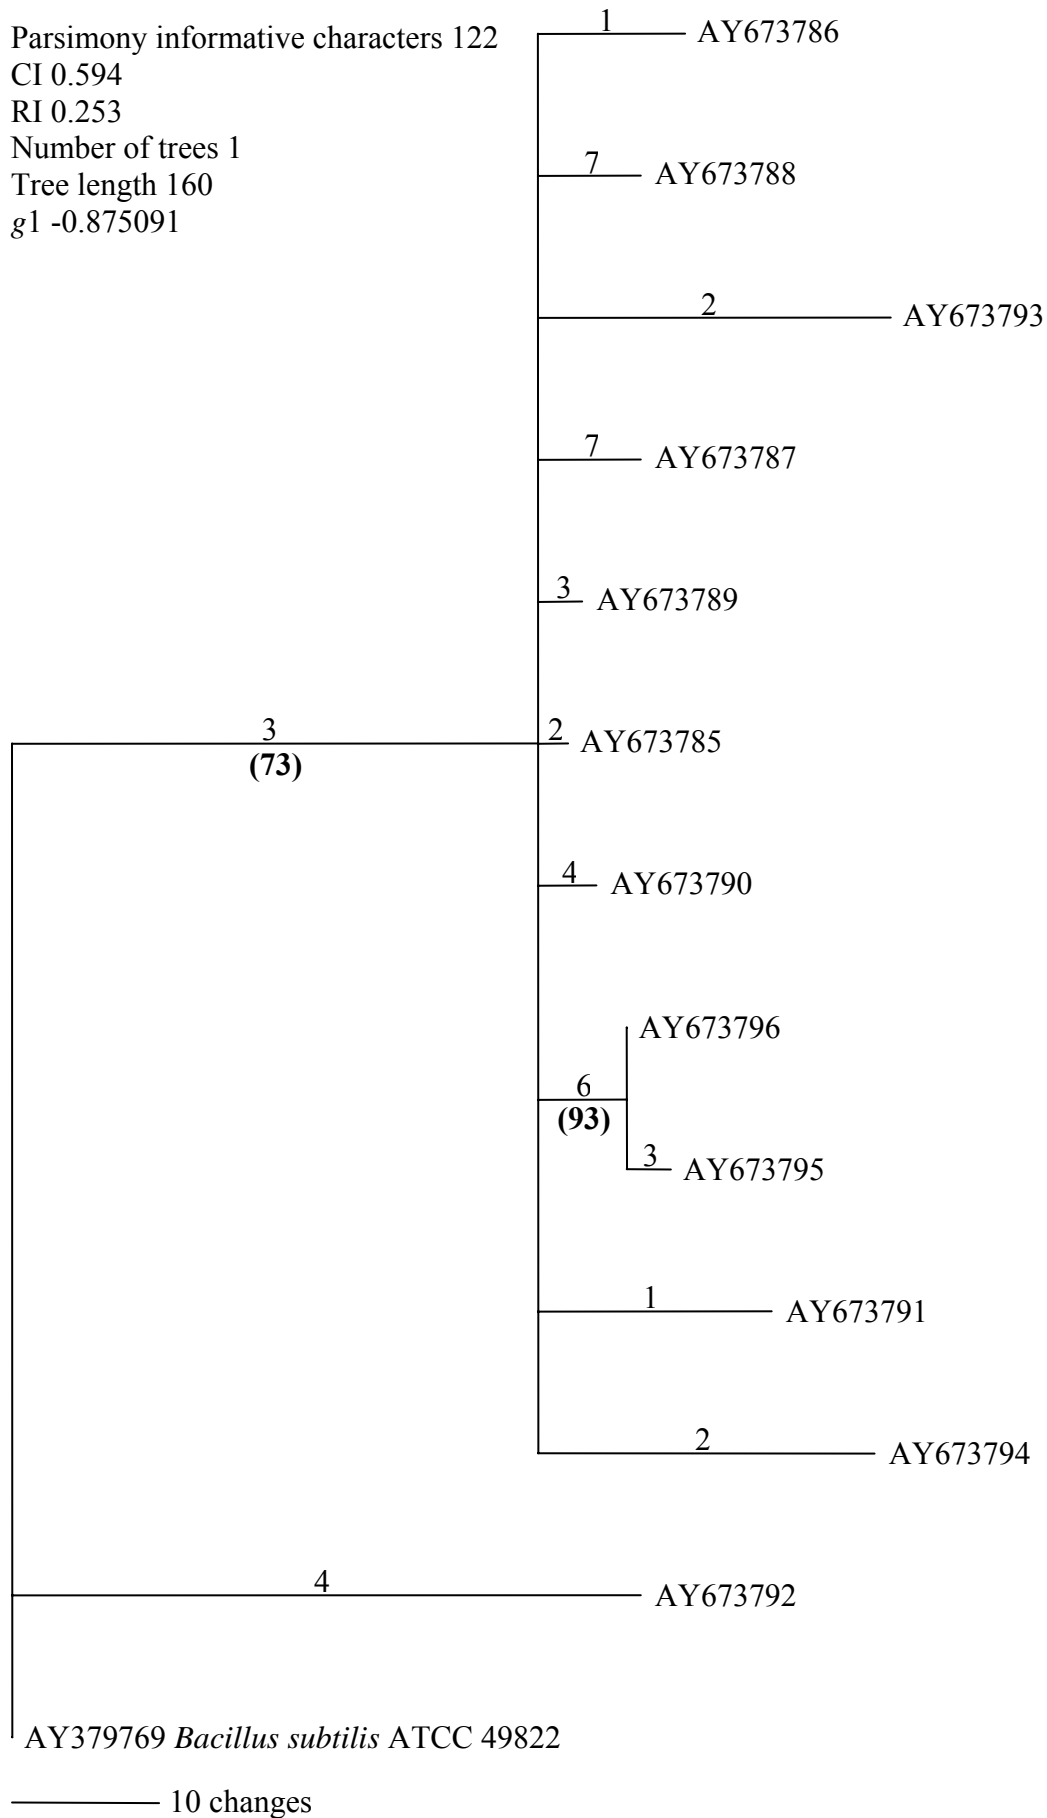 Parsimony informative characters 122
CI 0.594
RI 0.253
Number of trees 1
Tree length 160
g1 -0.875091
1
AY673786
7
AY673788
2
AY673793
7
AY673787
3
AY673789
3
(73)
2
AY673785
4
AY673790
AY673796
6
(93)
3
AY673795
1
AY673791
2
AY673794
4
AY673792
AY379769 Bacillus subtilis ATCC 49822
10 changes